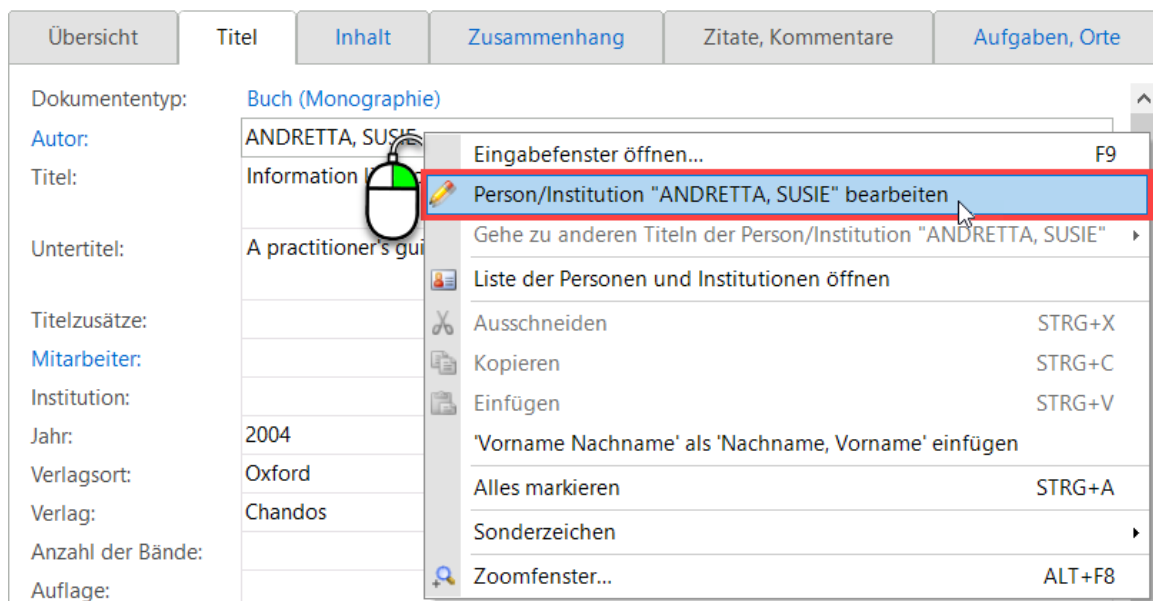 Übersicht Titel Inhalt Zusammenhang Zitate, Kommentare Aufgaben, Orte
Dokumententyp: Buch (Monographie)
Autor: ANDRETTA, SUSIE
Titel: Information
Untertitel: A practitioner's gui
Titelzusätze:
Mitarbeiter:
Institution:
Jahr: 2004
Verlagsort: Oxford
Verlag: Chandos
Anzahl der Bände:
Auflage:
Eingabefenster öffnen... F9
Person/Institution "ANDRETTA, SUSIE" bearbeiten
Gehe zu anderen Titeln der Person/Institution "ANDRETTA, SUSIE"
Liste der Personen und Institutionen öffnen
Ausschneiden STRG+X
Kopieren STRG+C
Einfügen STRG+V
'Vorname Nachname' als 'Nachname, Vorname' einfügen
Alles markieren STRG+A
Sonderzeichen
Zoomfenster... ALT+F8